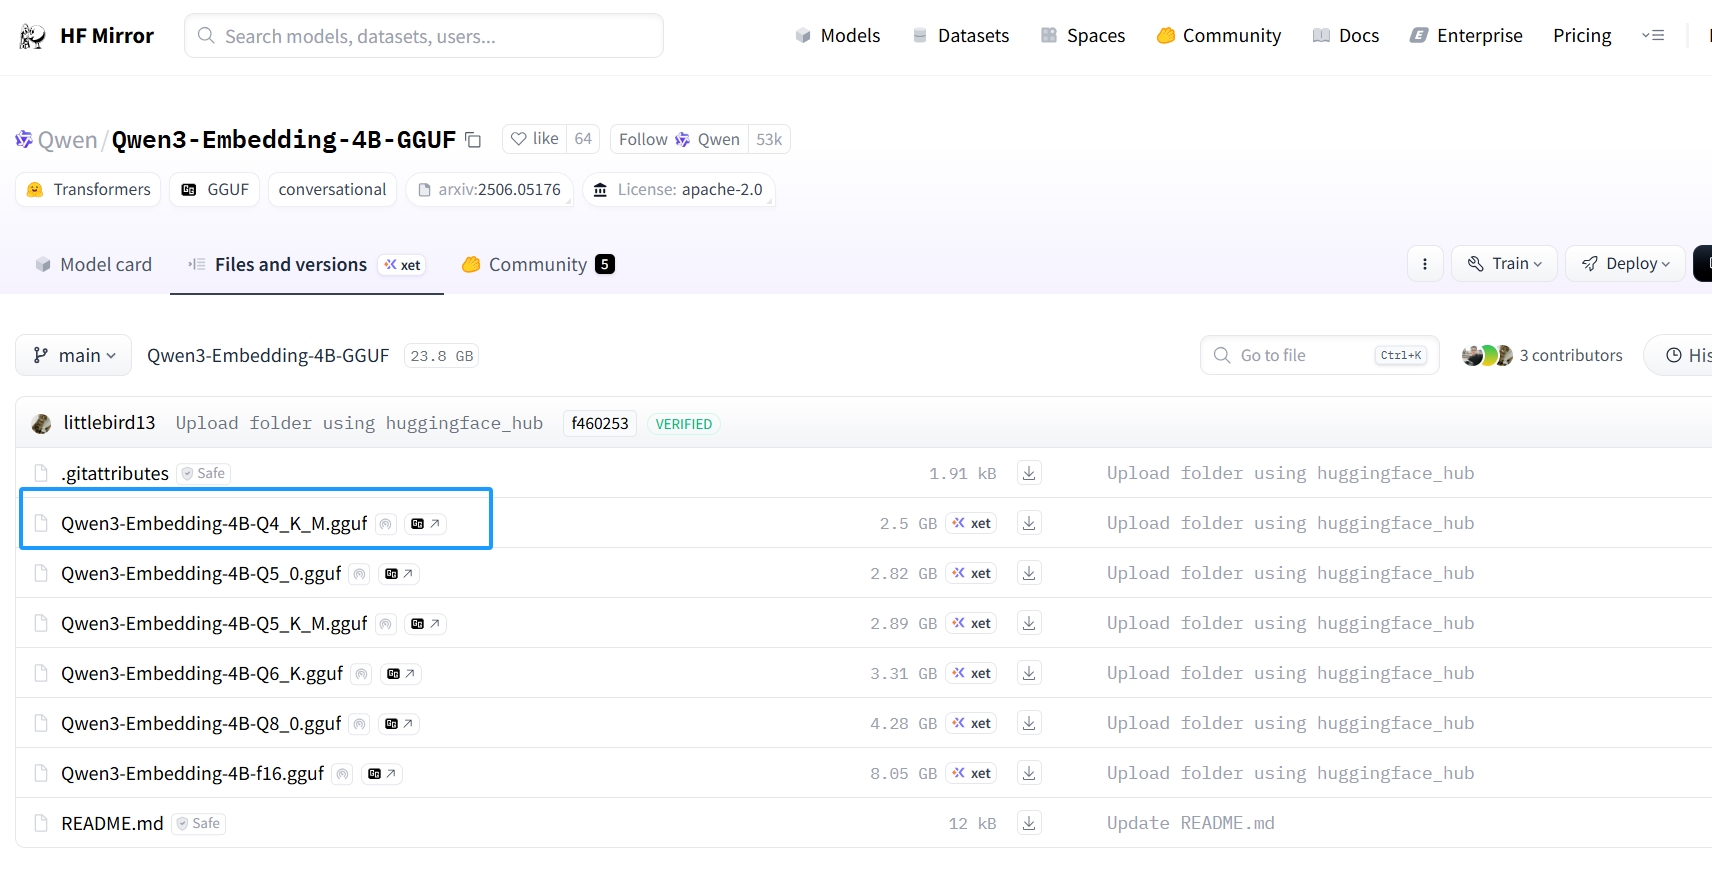 HF Mirror Search models, datasets, users... Models Datasets Spaces Community Docs Enterprise Pricing
Qwen/Qwen3-Embedding-4B-GGUF like 64 Follow Qwen 53k
Transformers GGUF conversational arxiv:2506.05176 License: apache-2.0
Model card Files and versions xet Community 5 Train Deploy
main Qwen3-Embedding-4B-GGUF 23.8 GB Go to file Ctrl+K 3 contributors His
littlebird13 Upload folder using huggingface_hub f460253 VERIFIED
.gitattributes Safe 1.91 kB Upload folder using huggingface_hub
Qwen3-Embedding-4B-Q4_K_M.gguf 2.5 GB xet Upload folder using huggingface_hub
Qwen3-Embedding-4B-Q5_0.gguf 2.82 GB xet Upload folder using huggingface_hub
Qwen3-Embedding-4B-Q5_K_M.gguf 2.89 GB xet Upload folder using huggingface_hub
Qwen3-Embedding-4B-Q6_K.gguf 3.31 GB xet Upload folder using huggingface_hub
Qwen3-Embedding-4B-Q8_0.gguf 4.28 GB xet Upload folder using huggingface_hub
Qwen3-Embedding-4B-f16.gguf 8.05 GB xet Upload folder using huggingface_hub
README.md Safe 12 kB Update README.md